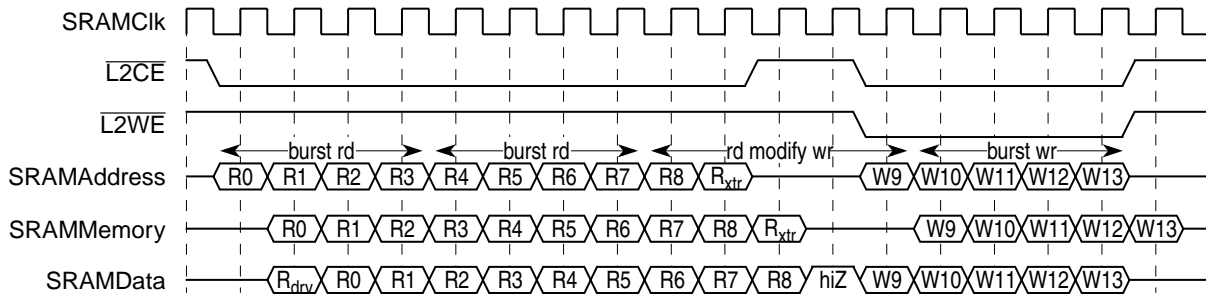 SRAMClk
L2CE
L2WE
burst rd burst rd rd modify wr burst wr
SRAMAddress R0 R1 R2 R3 R4 R5 R6 R7 R8 Rxtr W9 W10 W11 W12 W13
SRAMMemory R0 R1 R2 R3 R4 R5 R6 R7 R8 Rxtr W9 W10 W11 W12 W13
SRAMData Rdrv R0 R1 R2 R3 R4 R5 R6 R7 R8 hiZ W9 W10 W11 W12 W13